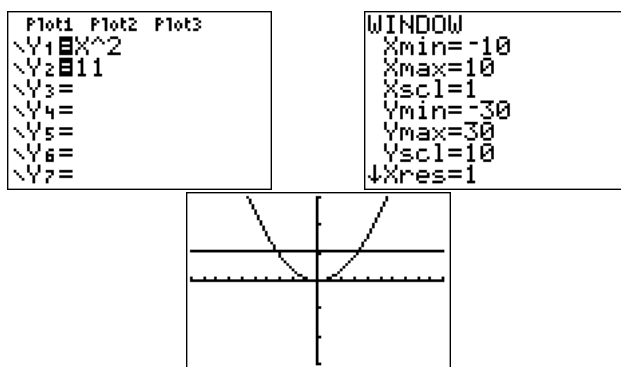 Plot1 Plot2 Plot3
\Y1=X^2
\Y2=11
\Y3=
\Y4=
\Y5=
\Y6=
\Y7=
WINDOW
Xmin=-10
Xmax=10
Xscl=1
Ymin=-30
Ymax=30
Yscl=10
↓Xres=1